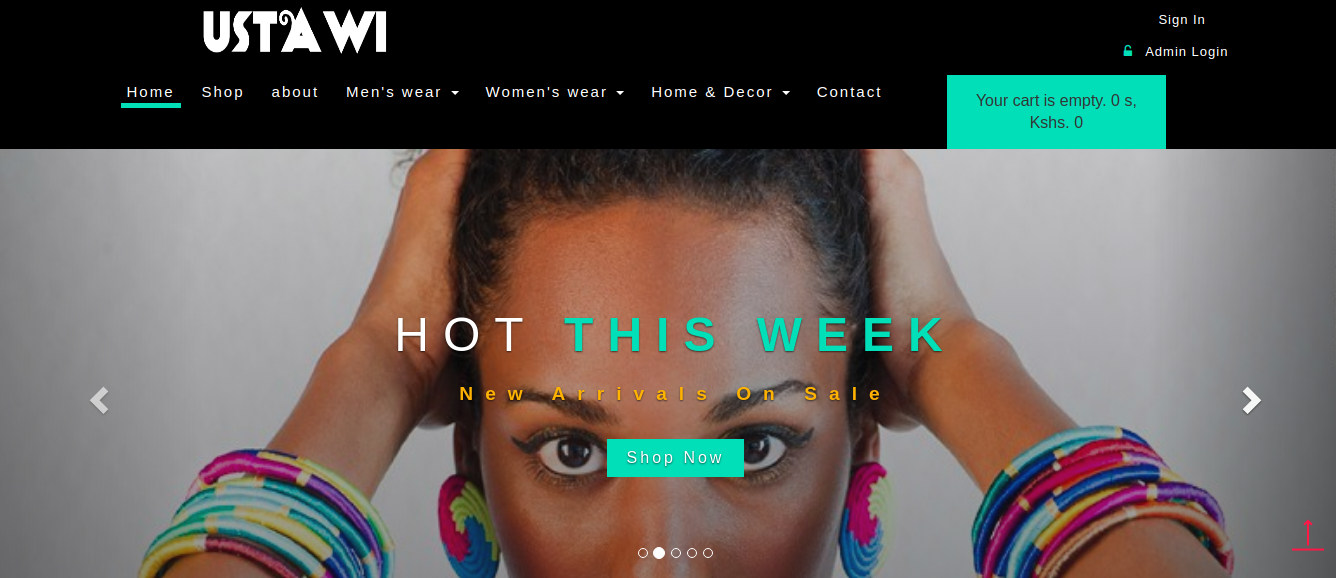 USTAWI
Sign In
Admin Login
Home Shop about Men's wear Women's wear Home & Decor Contact
Your cart is empty. 0 s,
Kshs. 0
HOT THIS WEEK
New Arrivals On Sale
Shop Now